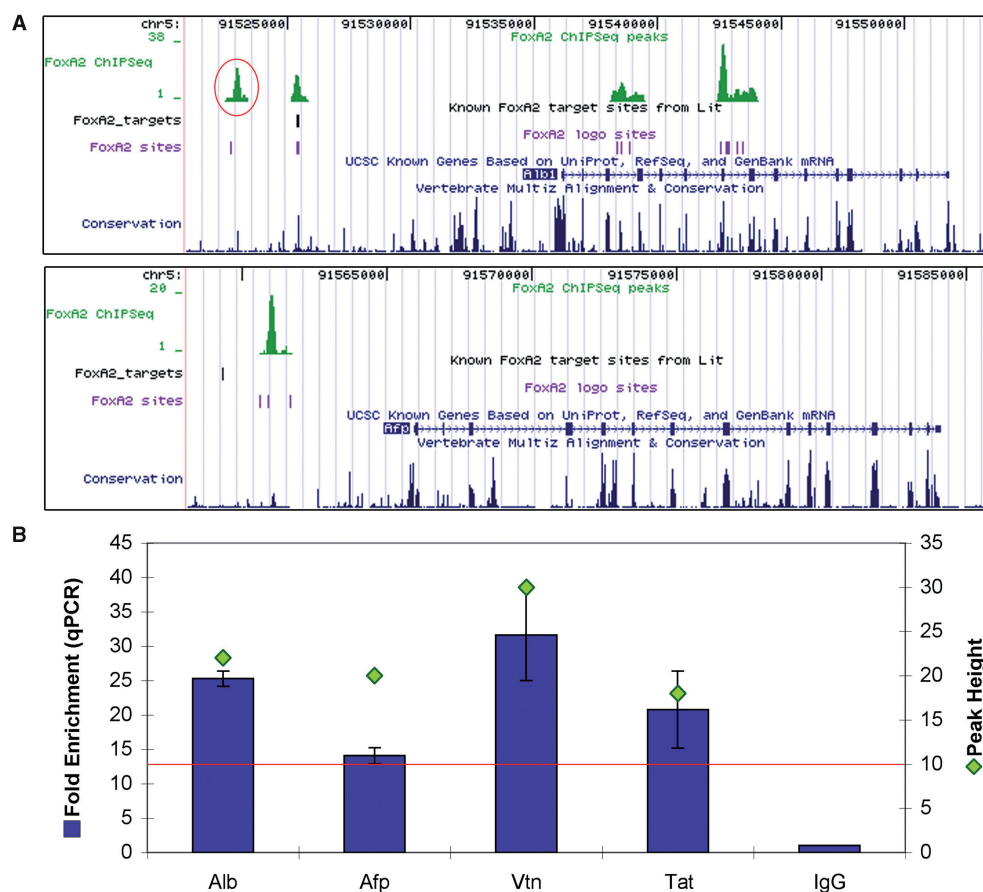 A
chr5: 91525000 91530000 91535000 91540000 91545000 91550000
38 _ FoxA2 ChIPSeq peaks
FoxA2 ChIPSeq
1 _
Known FoxA2 target sites from Lit
FoxA2_targets
FoxA2 logo sites
FoxA2 sites
UCSC Known Genes Based on UniProt, RefSeq, and GenBank mRNA
Alb1
Vertebrate Multiz Alignment & Conservation
Conservation
chr5: 91565000 91570000 91575000 91580000 91585000
20 _ FoxA2 ChIPSeq peaks
FoxA2 ChIPSeq
1 _
Known FoxA2 target sites from Lit
FoxA2_targets
FoxA2 logo sites
FoxA2 sites
UCSC Known Genes Based on UniProt, RefSeq, and GenBank mRNA
Afp
Vertebrate Multiz Alignment & Conservation
Conservation
B
Fold Enrichment (qPCR)
45
40
35
30
25
20
15
10
5
0
35
30
25
20
15
10
5
0
Peak Height
Alb Afp Vtn Tat IgG